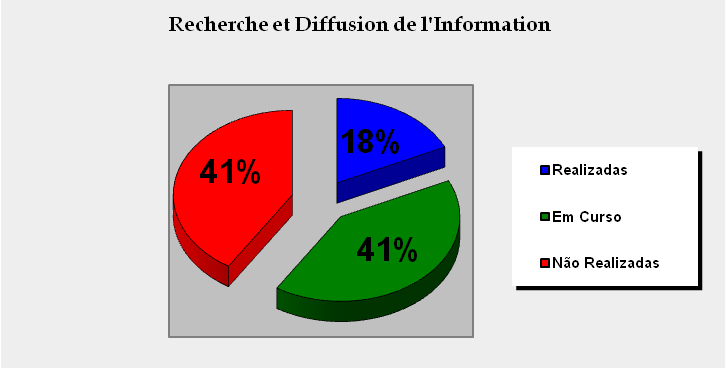 Recherche et Diffusion de l'Information
18%
41%
41%
Realizadas
Em Curso
Não Realizadas